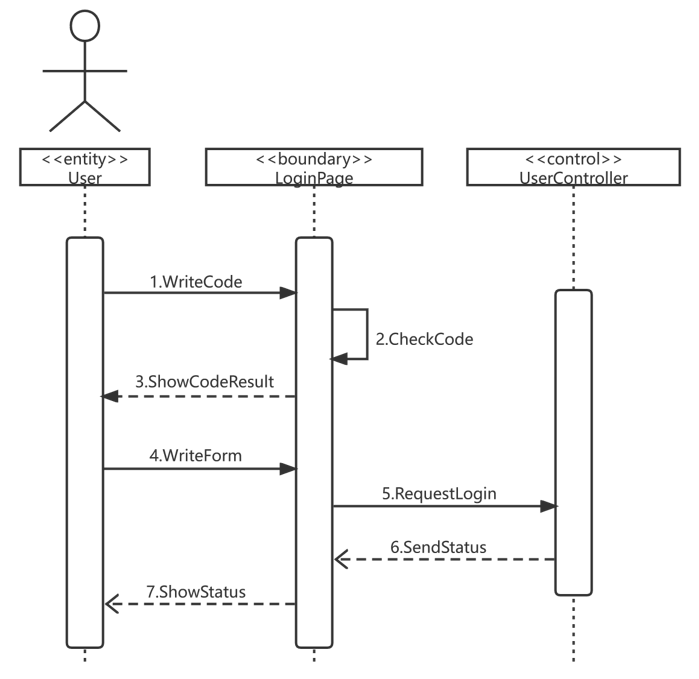 <<entity>>
User
<<boundary>>
LoginPage
<<control>>
UserController
1.WriteCode
2.CheckCode
3.ShowCodeResult
4.WriteForm
5.RequestLogin
6.SendStatus
7.ShowStatus